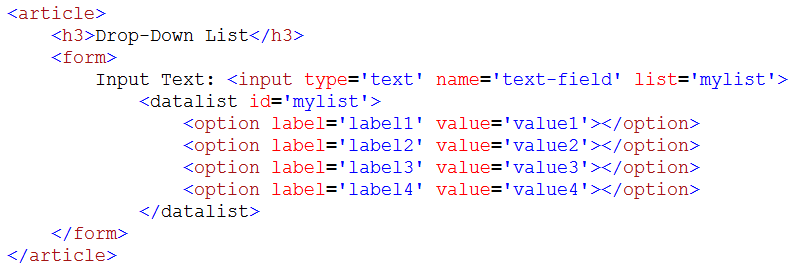 <article>
    <h3>Drop-Down List</h3>
    <form>
        Input Text: <input type='text' name='text-field' list='mylist'>
            <datalist id='mylist'>
                <option label='label1' value='value1'></option>
                <option label='label2' value='value2'></option>
                <option label='label3' value='value3'></option>
                <option label='label4' value='value4'></option>
            </datalist>
    </form>
</article>